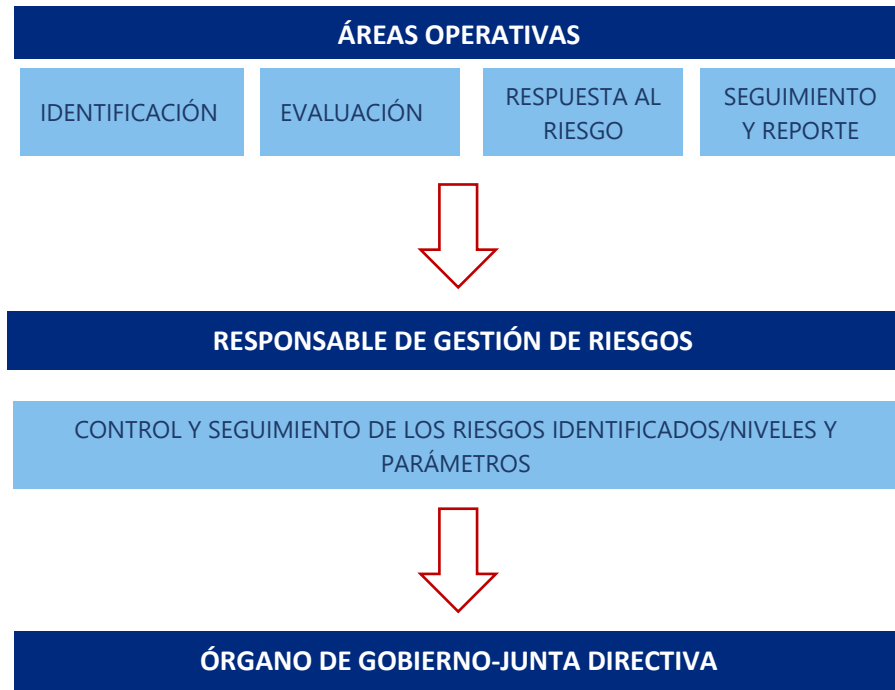 ÁREAS OPERATIVAS
IDENTIFICACIÓN
EVALUACIÓN
RESPUESTA AL
RIESGO
SEGUIMIENTO
Y REPORTE
RESPONSABLE DE GESTIÓN DE RIESGOS
CONTROL Y SEGUIMIENTO DE LOS RIESGOS IDENTIFICADOS/NIVELES Y
PARÁMETROS
ÓRGANO DE GOBIERNO-JUNTA DIRECTIVA